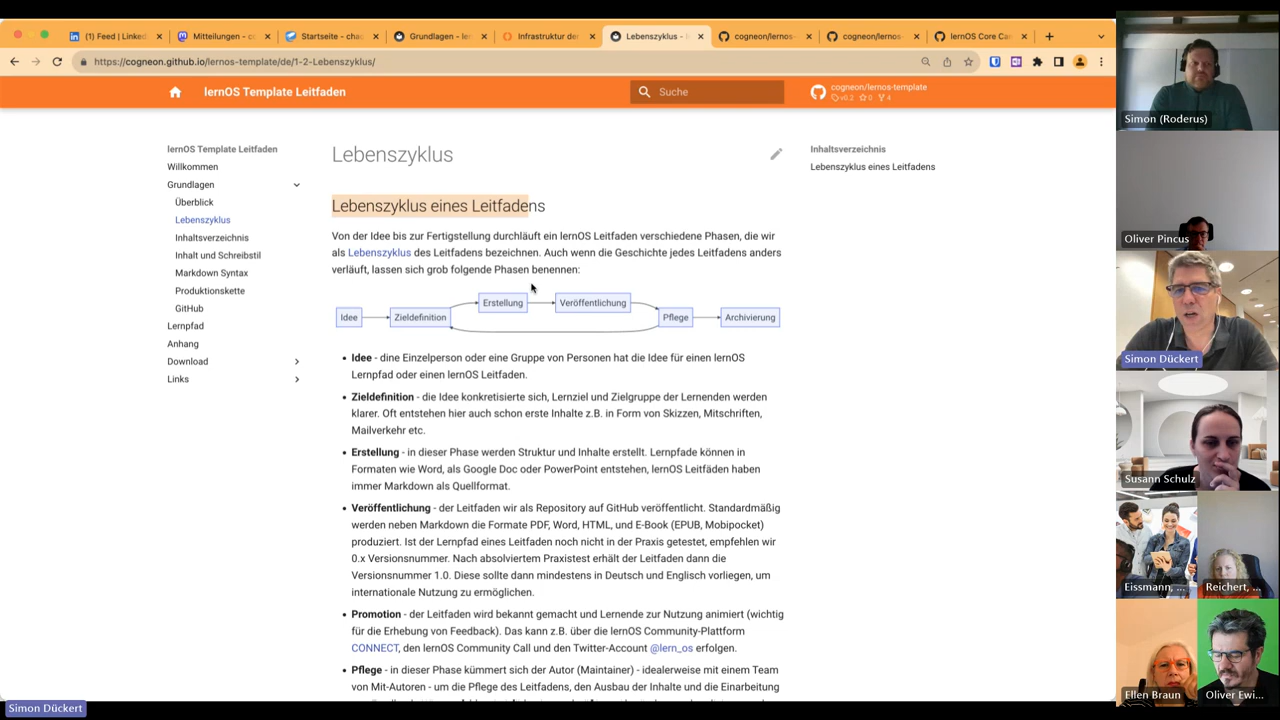 (1) Feed | Linked
Mitteilungen - c
Startseite - cha
Grundlagen - ler
Infrastruktur de
Lebenszyklus - l
cogneon/lernos-
cogneon/lernos-
lernOS Core Ca
https://cogneon.github.io/lernos-template/de/1-2-Lebenszyklus/
lernOS Template Leitfaden
Suche
cogneon/lernos-template
v0.2 0 4
lernOS Template Leitfaden
Willkommen
Grundlagen
Überblick
Lebenszyklus
Inhaltsverzeichnis
Inhalt und Schreibstil
Markdown Syntax
Produktionskette
GitHub
Lernpfad
Anhang
Download
Links
Lebenszyklus
Lebenszyklus eines Leitfadens
Von der Idee bis zur Fertigstellung durchläuft ein lernOS Leitfaden verschiedene Phasen, die wir
als Lebenszyklus des Leitfadens bezeichnen. Auch wenn die Geschichte jedes Leitfadens anders
verläuft, lassen sich grob folgende Phasen benennen:
Idee
Zieldefinition
Erstellung
Veröffentlichung
Pflege
Archivierung
• Idee - dine Einzelperson oder eine Gruppe von Personen hat die Idee für einen lernOS
Lernpfad oder einen lernOS Leitfaden.
• Zieldefinition - die Idee konkretisierte sich, Lernziel und Zielgruppe der Lernenden werden
klarer. Oft entstehen hier auch schon erste Inhalte z.B. in Form von Skizzen, Mitschriften,
Mailverkehr etc.
• Erstellung - in dieser Phase werden Struktur und Inhalte erstellt. Lernpfade können in
Formaten wie Word, als Google Doc oder PowerPoint entstehen, lernOS Leitfäden haben
immer Markdown als Quellformat.
• Veröffentlichung - der Leitfaden wir als Repository auf GitHub veröffentlicht. Standardmäßig
werden neben Markdown die Formate PDF, Word, HTML, und E-Book (EPUB, Mobipocket)
produziert. Ist der Lernpfad eines Leitfaden noch nicht in der Praxis getestet, empfehlen wir
0.x Versionsnummer. Nach absolviertem Praxistest erhält der Leitfaden dann die
Versionsnummer 1.0. Diese sollte dann mindestens in Deutsch und Englisch vorliegen, um
internationale Nutzung zu ermöglichen.
• Promotion - der Leitfaden wird bekannt gemacht und Lernende zur Nutzung animiert (wichtig
für die Erhebung von Feedback). Das kann z.B. über die lernOS Community-Plattform
CONNECT, den lernOS Community Call und den Twitter-Account @lern_os erfolgen.
• Pflege - in dieser Phase kümmert sich der Autor (Maintainer) - idealerweise mit einem Team
von Mit-Autoren - um die Pflege des Leitfadens, den Ausbau der Inhalte und die Einarbeitung
Inhaltsverzeichnis
Lebenszyklus eines Leitfadens
Simon (Roderus)
Oliver Pincus
Simon Dückert
Susann Schulz
Eissmann, ...
Reichert, ...
Ellen Braun
Oliver Ewi...
Simon Dückert